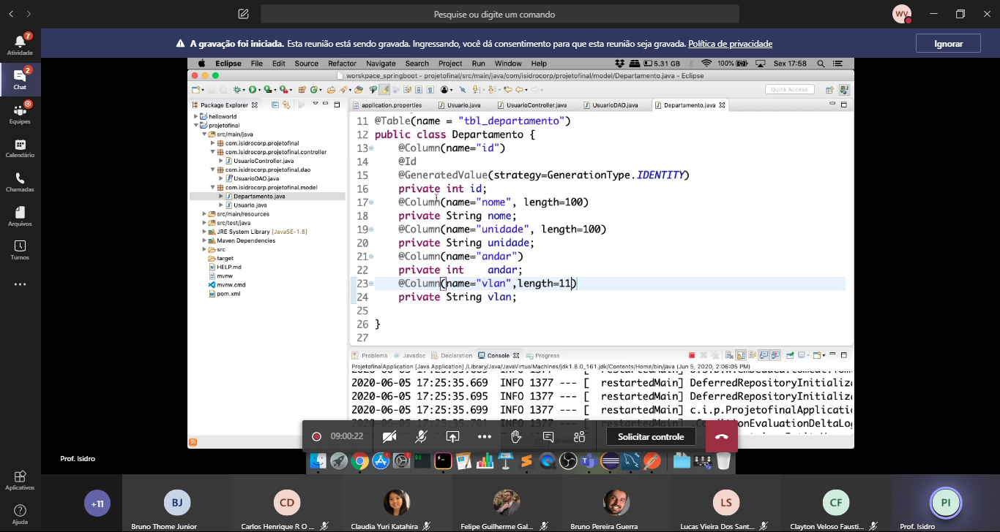 Pesquise ou digite um comando
WV
7
Atividade
A gravação foi iniciada. Esta reunião está sendo gravada. Ingressando, você dá consentimento para que esta reunião seja gravada. Política de privacidade
Ignorar
2
Chat
@
Equipes
Calendário
Chamadas
Arquivos
Turnos
Aplicativos
Ajuda
Eclipse File Edit Source Refactor Navigate Search Project Run Window Help
5.31 GB
100%
Sex 17:58
worskpace_springboot - projetofinal/src/main/java/com/isidrocorp/projetofinal/model/Departamento.java - Eclipse
Quick Access
Package Explorer
helloworld
projetofinal
src/main/java
com.isidrocorp.projetofinal
com.isidrocorp.projetofinal.controller
UsuarioController.java
com.isidrocorp.projetofinal.dao
UsuarioDAO.java
com.isidrocorp.projetofinal.model
Departamento.java
Usuario.java
src/main/resources
src/test/java
JRE System Library [JavaSE-1.8]
Maven Dependencies
src
target
HELP.md
mvnw
mvnw.cmd
pom.xml
application.properties Usuario.java UsuarioController.java UsuarioDAO.java Departamento.java
11 @Table(name = "tbl_departamento")
12 public class Departamento {
13 @Column(name="id")
14 @Id
15 @GeneratedValue(strategy=GenerationType.IDENTITY)
16 private int id;
17 @Column(name="nome", length=100)
18 private String nome;
19 @Column(name="unidade", length=100)
20 private String unidade;
21 @Column(name="andar")
22 private int andar;
23 @Column(name="vlan",length=11)
24 private String vlan;
25
26 }
27
Problems Javadoc Declaration Console Progress
ProjetofinalApplication [Java Application] /Library/Java/JavaVirtualMachines/jdk1.8.0_161.jdk/Contents/Home/bin/java (Jun 5, 2020, 2:06:05 PM)
2020-06-05 17:25:35.669 INFO 1377 --- [ restartedMain] DeferredRepositoryInitializ
2020-06-05 17:25:35.695 INFO 1377 --- [ restartedMain] DeferredRepositoryInitializ
2020-06-05 17:25:35.699 INFO 1377 --- [ restartedMain] c.i.p.ProjetofinalApplicati
2020-06-05 17:25:35.701 INFO 1377 --- [ restartedMain] onEvaluationDeltaLog
09:00:22
Solicitar controle
Prof. Isidro
+11
BJ
Bruno Thome Junior
CD
Carlos Henrique R O ...
Claudia Yuri Katahira
Felipe Guilherme Gal...
Bruno Pereira Guerra
LS
Lucas Vieira Dos Sant...
CF
Clayton Veloso Fausti...
PI
Prof. Isidro